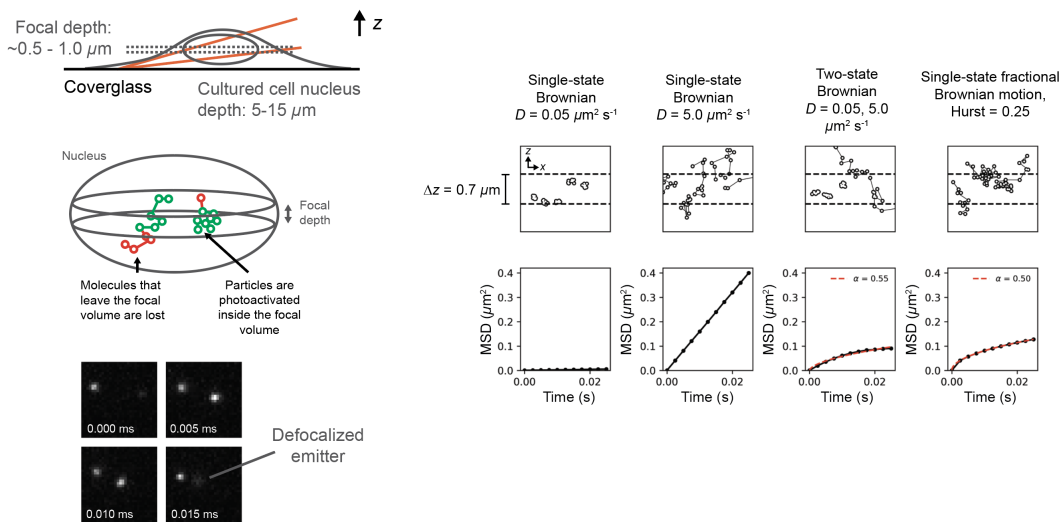 Focal depth:
~0.5 - 1.0 µm
z
Coverglass
Cultured cell nucleus
depth: 5-15 µm
Nucleus
Focal
depth
Molecules that
leave the focal
volume are lost
Particles are
photoactivated
inside the focal
volume
0.000 ms
0.005 ms
0.010 ms
0.015 ms
Defocalized
emitter
Single-state
Brownian
D = 0.05 µm² s⁻¹
Single-state
Brownian
D = 5.0 µm² s⁻¹
Two-state
Brownian
D = 0.05, 5.0
µm² s⁻¹
Single-state fractional
Brownian motion,
Hurst = 0.25
Δz = 0.7 µm
z
x
MSD (µm²)
0.4
0.3
0.2
0.1
0.0
0.00
0.02
Time (s)
MSD (µm²)
0.4
0.3
0.2
0.1
0.0
0.00
0.02
Time (s)
MSD (µm²)
0.4
0.3
0.2
0.1
0.0
α = 0.55
0.00
0.02
Time (s)
MSD (µm²)
0.4
0.3
0.2
0.1
0.0
α = 0.50
0.00
0.02
Time (s)